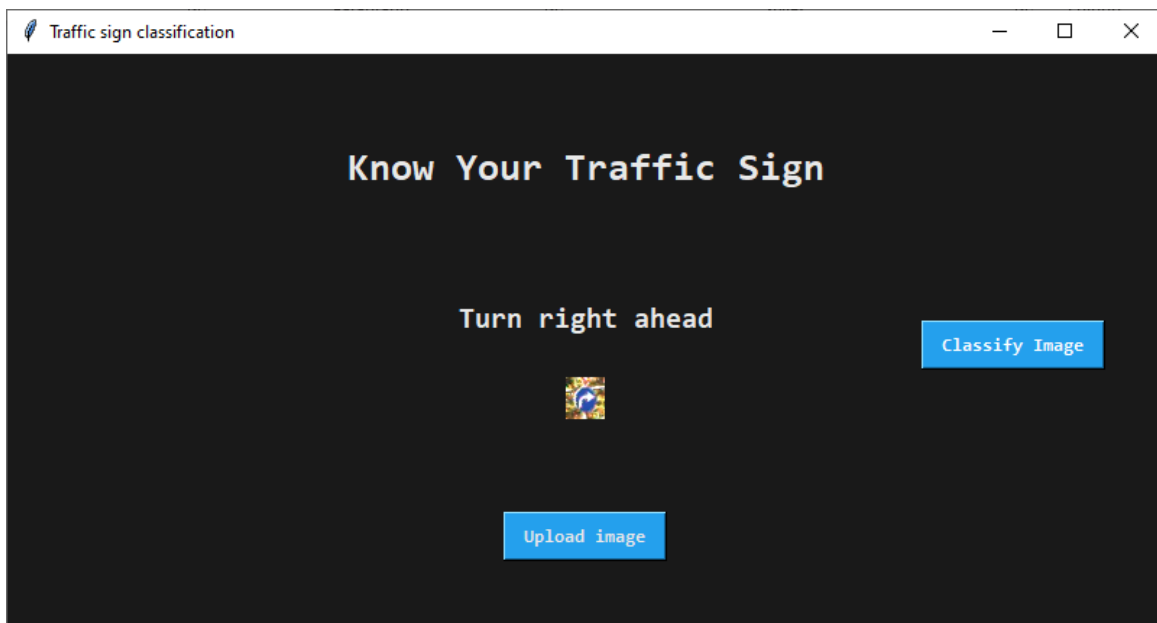 Traffic sign classification
Know Your Traffic Sign
Turn right ahead
Classify Image
Upload image